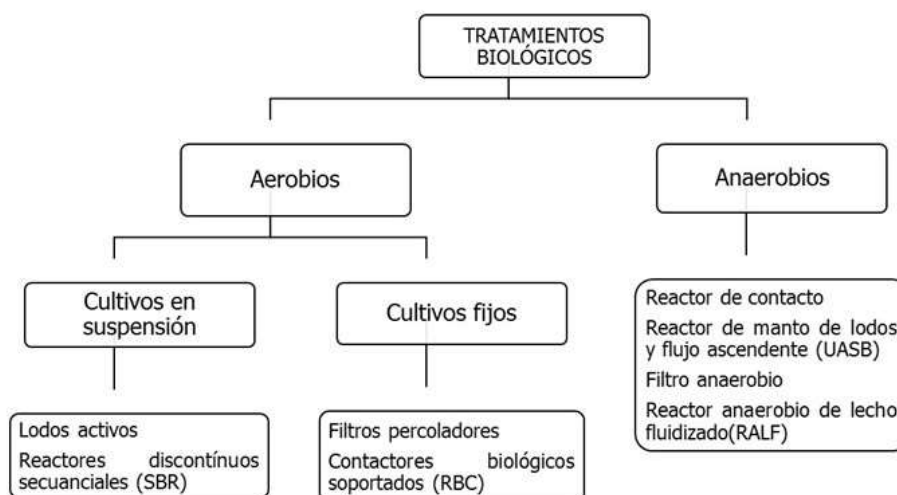 TRATAMIENTOS
BIOLÓGICOS
Aerobios
Anaerobios
Cultivos en
suspensión
Cultivos fijos
Reactor de contacto
Reactor de manto de lodos
y flujo ascendente (UASB)
Filtro anaerobio
Reactor anaerobio de lecho
fluidizado(RALF)
Lodos activos
Reactores discontínuos
secuanciales (SBR)
Filtros percoladores
Contactores biológicos
soportados (RBC)